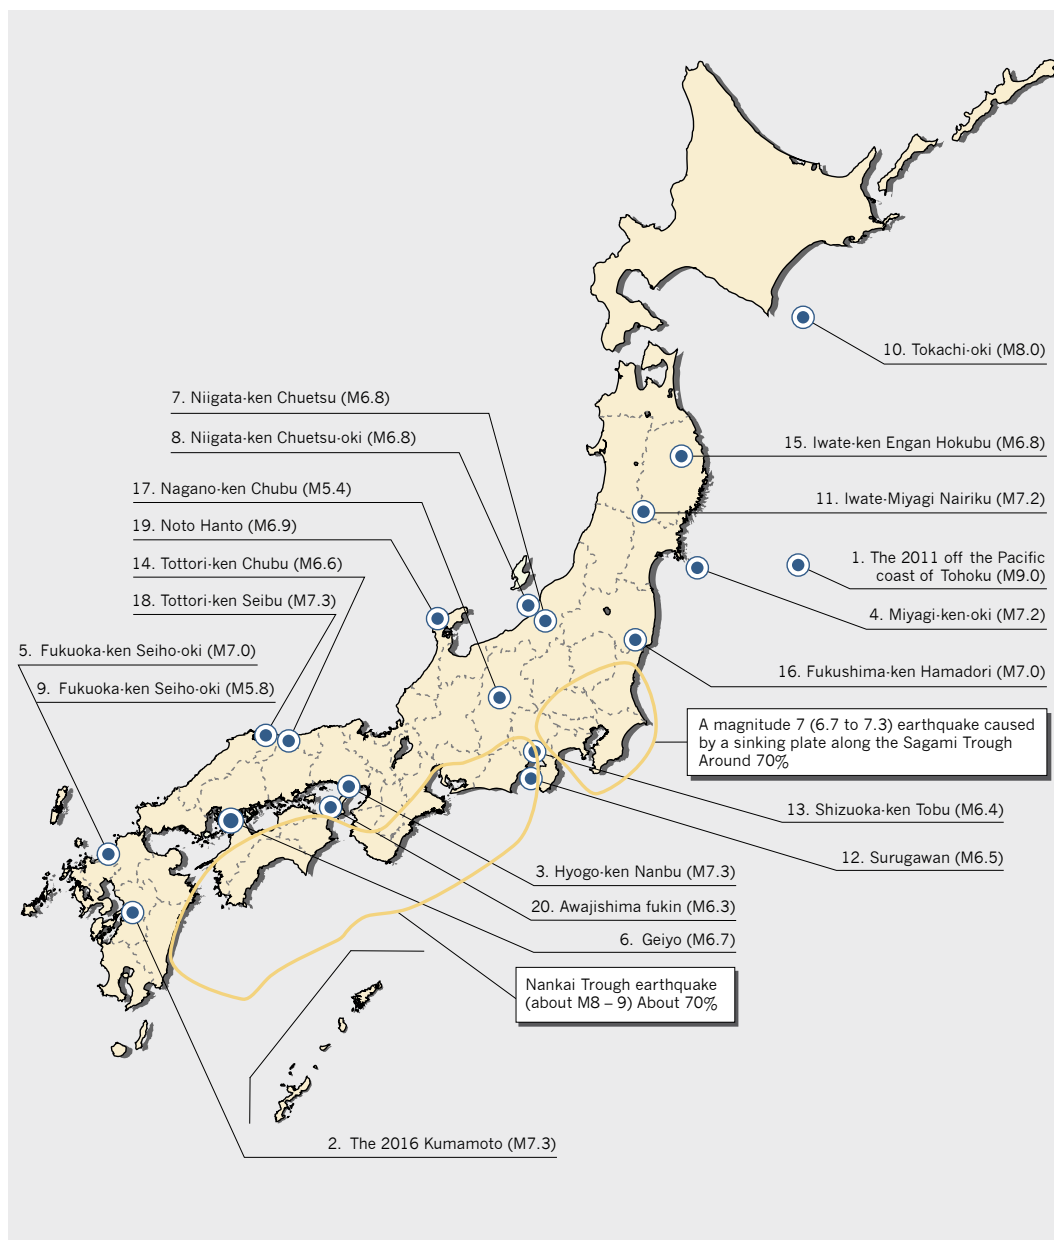 10. Tokachi-oki (M8.0)
7. Niigata-ken Chuetsu (M6.8)
8. Niigata-ken Chuetsu-oki (M6.8)
15. Iwate-ken Engan Hokubu (M6.8)
17. Nagano-ken Chubu (M5.4)
11. Iwate-Miyagi Nairiku (M7.2)
19. Noto Hanto (M6.9)
14. Tottori-ken Chubu (M6.6)
1. The 2011 off the Pacific
coast of Tohoku (M9.0)
18. Tottori-ken Seibu (M7.3)
4. Miyagi-ken-oki (M7.2)
5. Fukuoka-ken Seiho-oki (M7.0)
16. Fukushima-ken Hamadori (M7.0)
9. Fukuoka-ken Seiho-oki (M5.8)
A magnitude 7 (6.7 to 7.3) earthquake caused
by a sinking plate along the Sagami Trough
Around 70%
13. Shizuoka-ken Tobu (M6.4)
12. Surugawan (M6.5)
3. Hyogo-ken Nanbu (M7.3)
20. Awajishima fukin (M6.3)
6. Geiyo (M6.7)
Nankai Trough earthquake
(about M8 – 9) About 70%
2. The 2016 Kumamoto (M7.3)